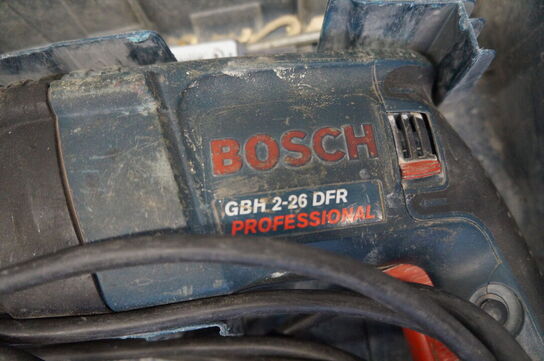 BOSCH
GBH 2-26 DFR
PROFESSIONAL